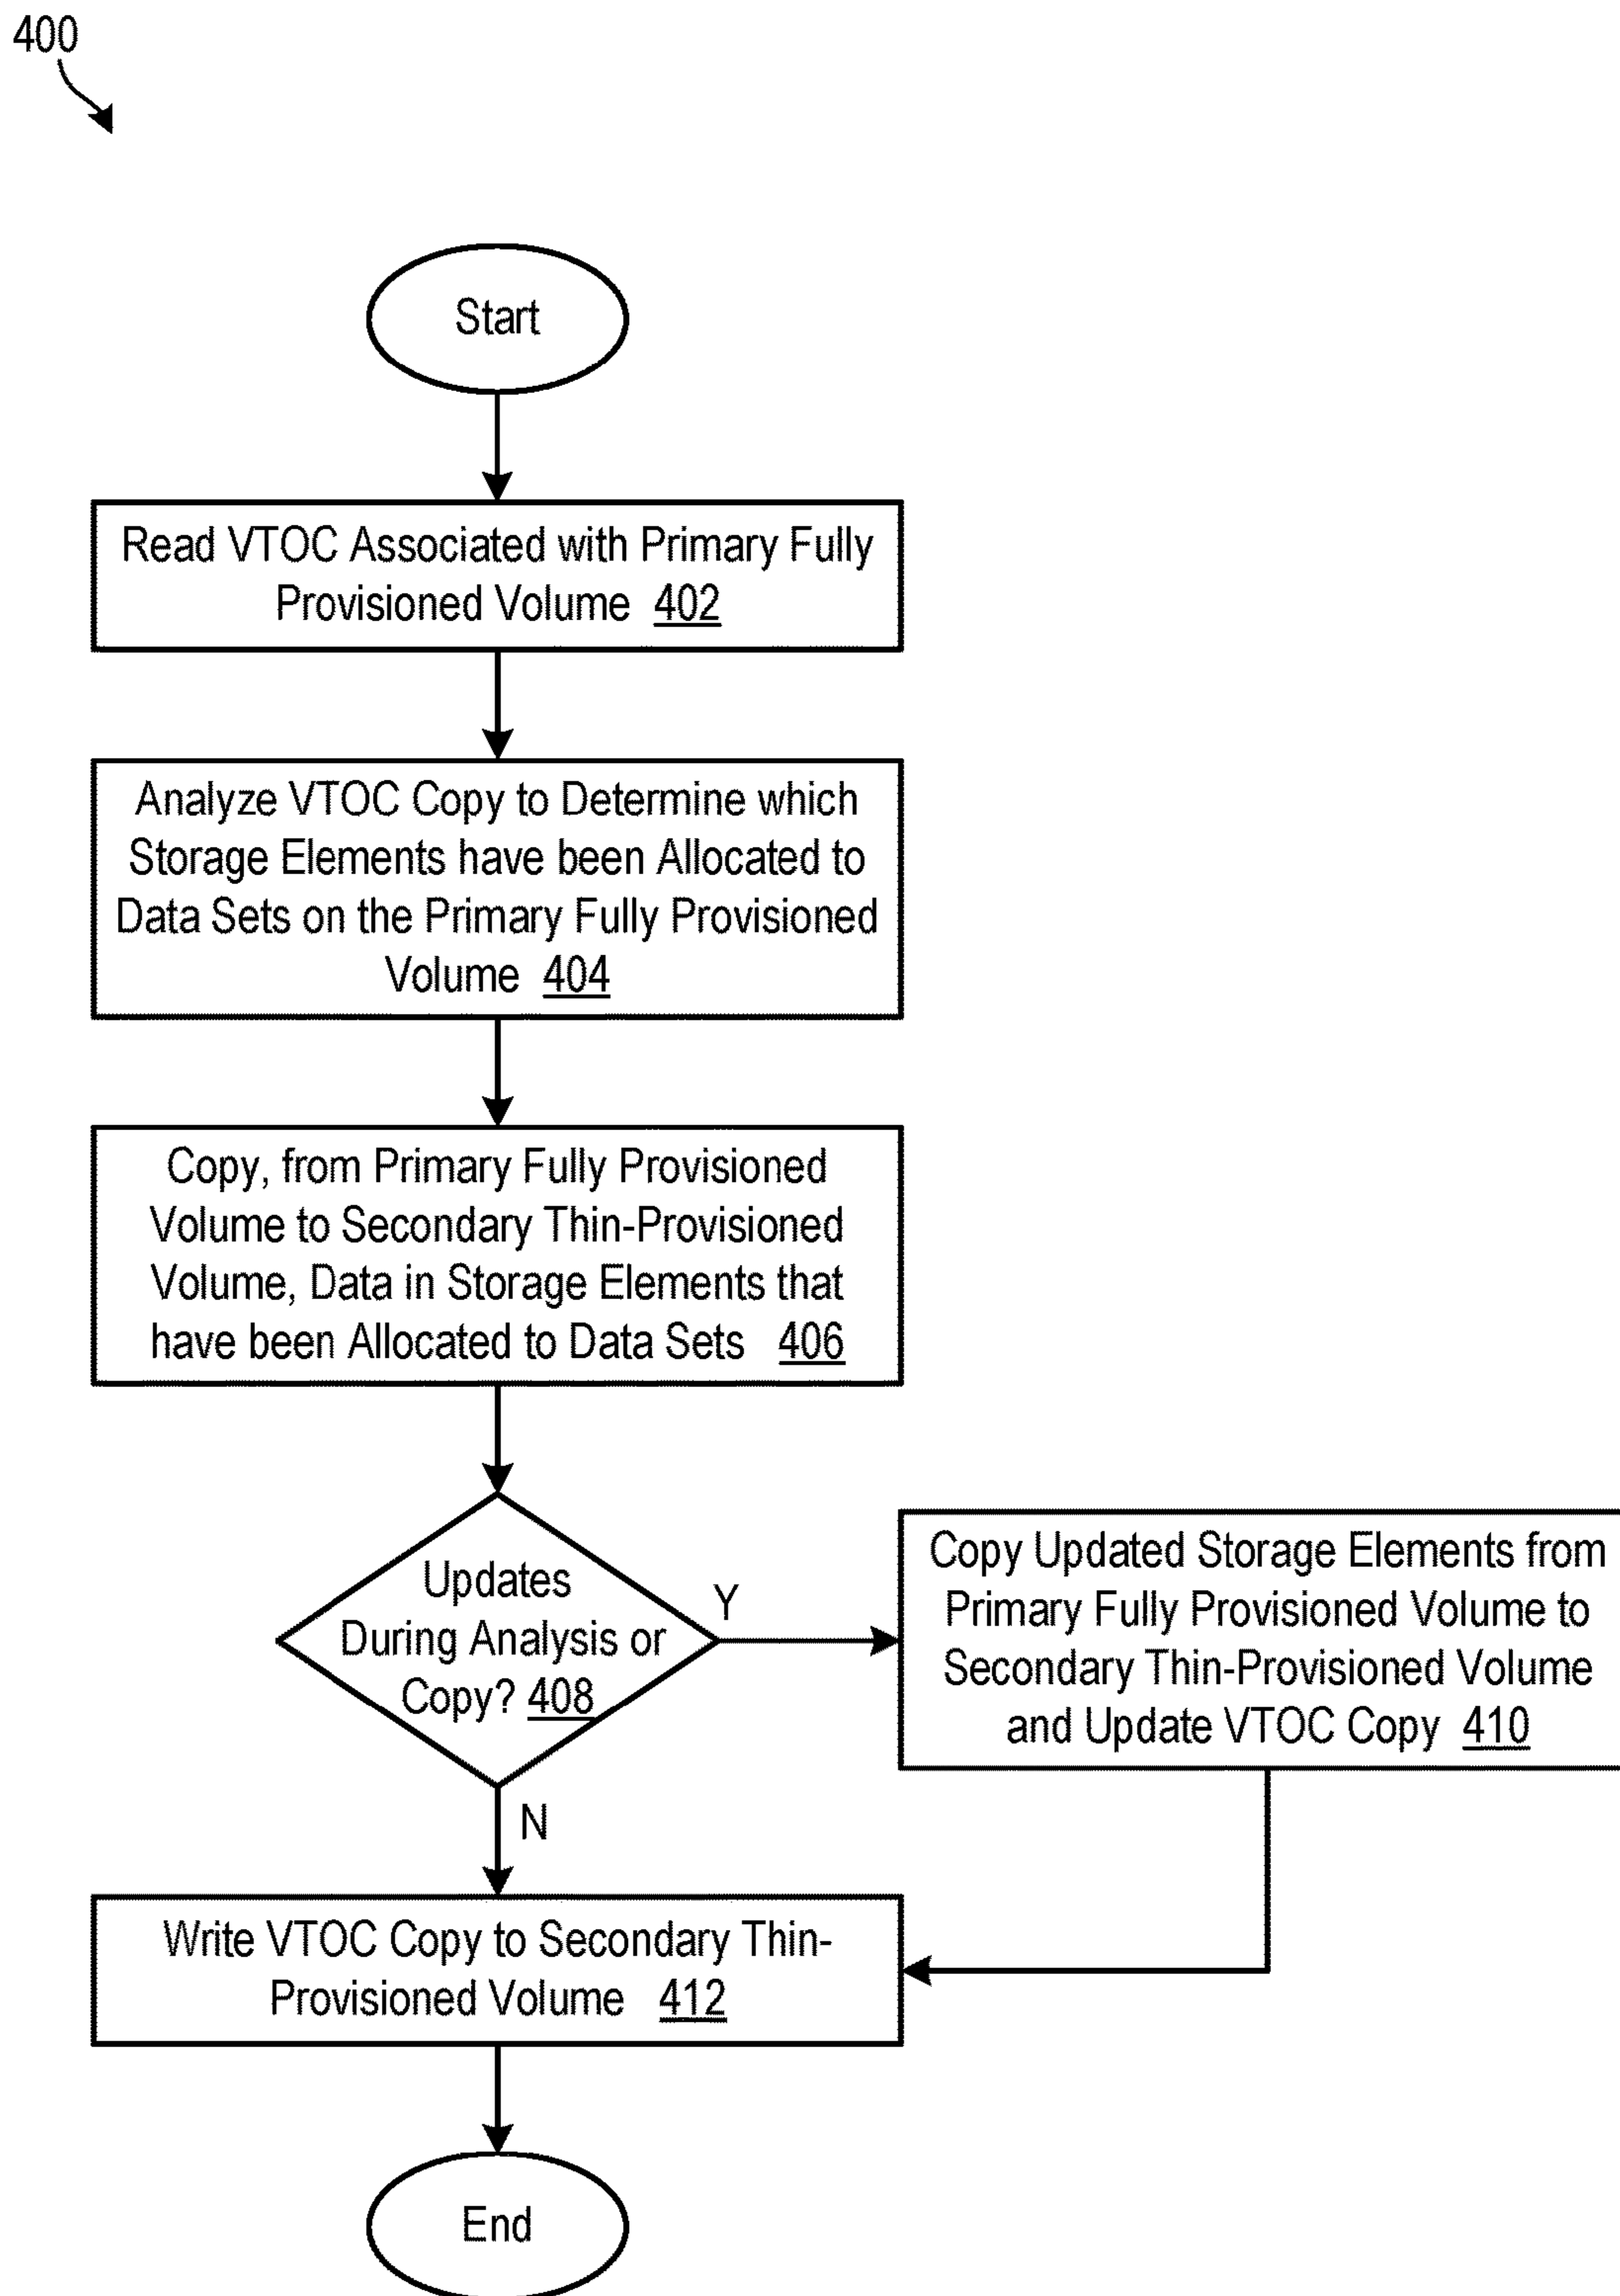 400
Start
Read VTOC Associated with Primary Fully
Provisioned Volume 402
Analyze VTOC Copy to Determine which
Storage Elements have been Allocated to
Data Sets on the Primary Fully Provisioned
Volume 404
Copy, from Primary Fully Provisioned
Volume to Secondary Thin-Provisioned
Volume, Data in Storage Elements that
have been Allocated to Data Sets 406
Updates
During Analysis or
Copy? 408
Y
Copy Updated Storage Elements from
Primary Fully Provisioned Volume to
Secondary Thin-Provisioned Volume
and Update VTOC Copy 410
N
Write VTOC Copy to Secondary Thin-
Provisioned Volume 412
End